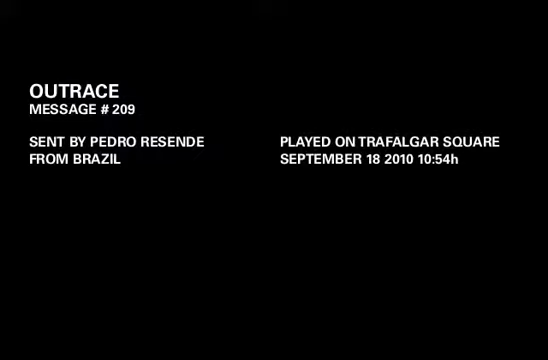 OUTRACE
MESSAGE # 209
SENT BY PEDRO RESENDE
FROM BRAZIL
PLAYED ON TRAFALGAR SQUARE
SEPTEMBER 18 2010 10:54h